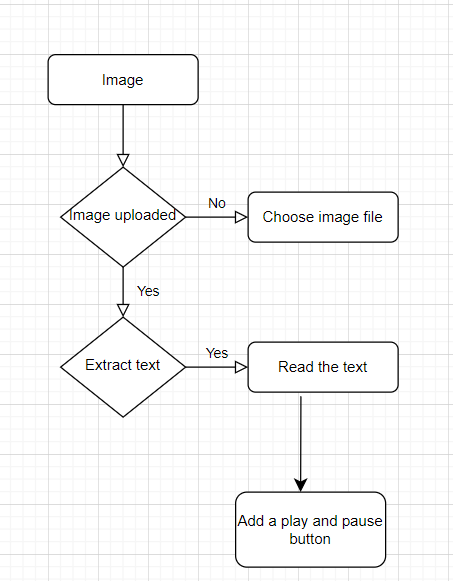 Image
Image uploaded
No
Choose image file
Yes
Extract text
Yes
Read the text
Add a play and pause
button